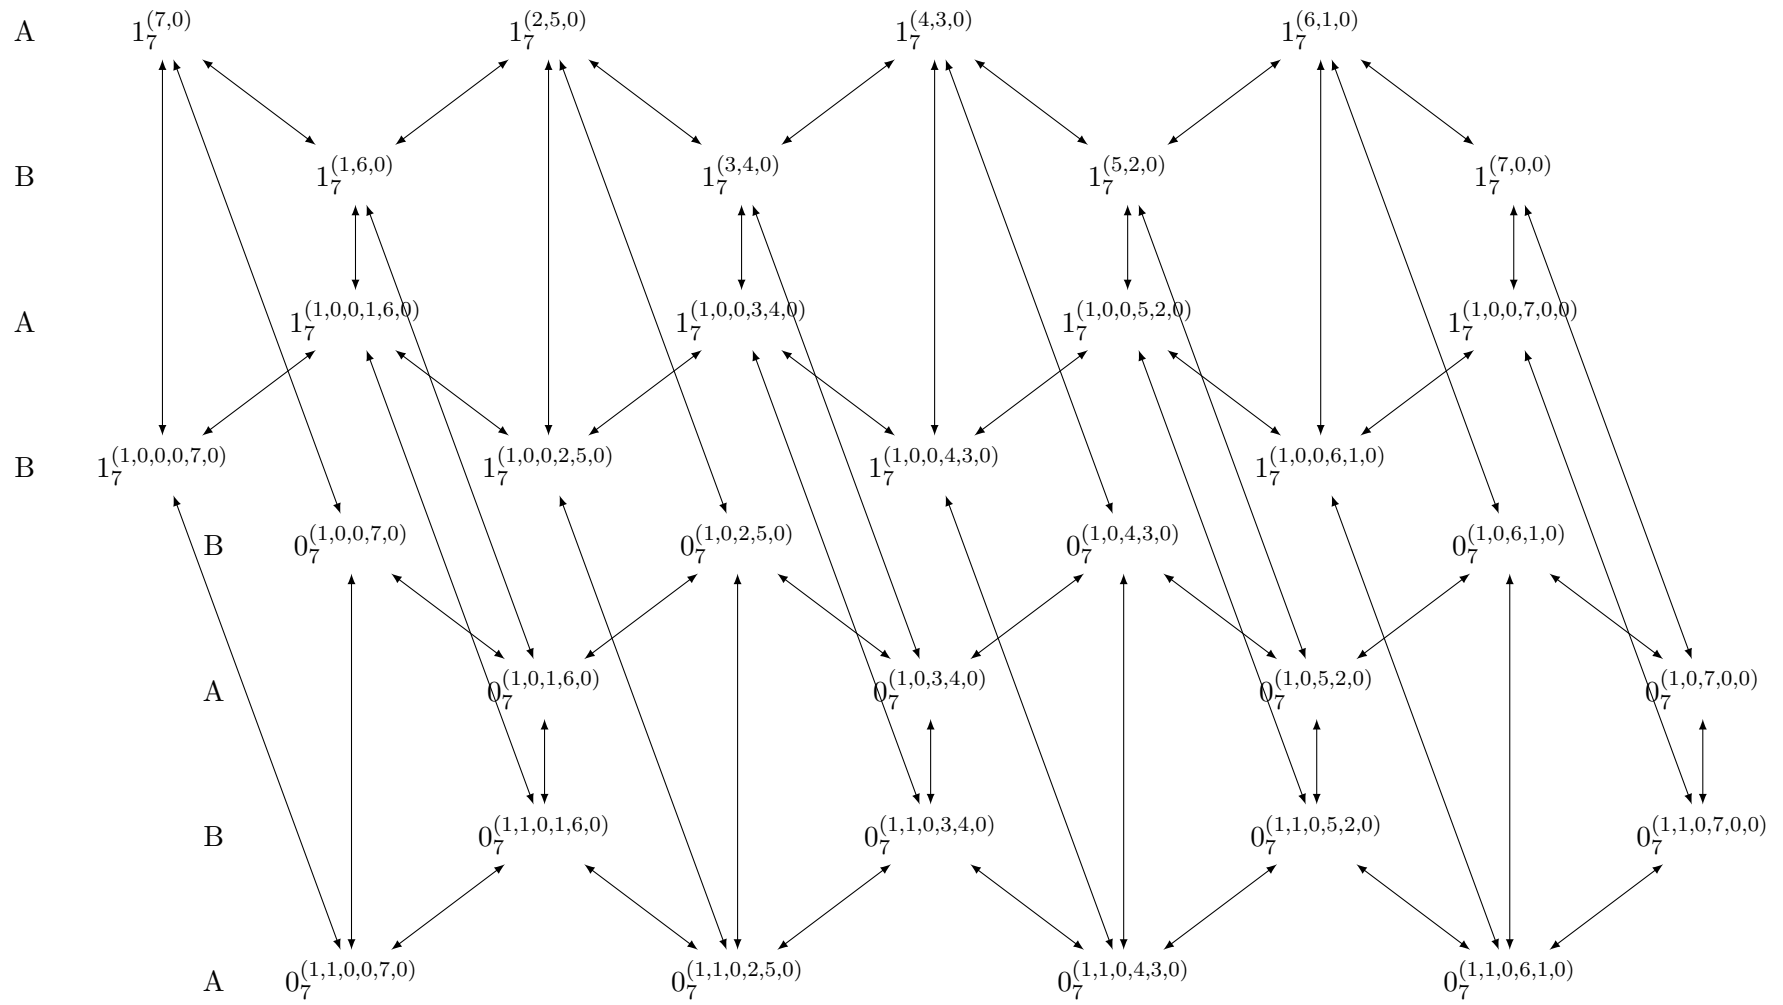 A 1_7^{(7,0)} 1_7^{(2,5,0)} 1_7^{(4,3,0)} 1_7^{(6,1,0)}
B 1_7^{(1,6,0)} 1_7^{(3,4,0)} 1_7^{(5,2,0)} 1_7^{(7,0,0)}
A 1_7^{(1,0,0,1,6,0)} 1_7^{(1,0,0,3,4,0)} 1_7^{(1,0,0,5,2,0)} 1_7^{(1,0,0,7,0,0)}
B 1_7^{(1,0,0,0,7,0)} 1_7^{(1,0,0,2,5,0)} 1_7^{(1,0,0,4,3,0)} 1_7^{(1,0,0,6,1,0)}
B 0_7^{(1,0,0,7,0)} 0_7^{(1,0,2,5,0)} 0_7^{(1,0,4,3,0)} 0_7^{(1,0,6,1,0)}
A 0_7^{(1,0,1,6,0)} 0_7^{(1,0,3,4,0)} 0_7^{(1,0,5,2,0)} 0_7^{(1,0,7,0,0)}
B 0_7^{(1,1,0,1,6,0)} 0_7^{(1,1,0,3,4,0)} 0_7^{(1,1,0,5,2,0)} 0_7^{(1,1,0,7,0,0)}
A 0_7^{(1,1,0,0,7,0)} 0_7^{(1,1,0,2,5,0)} 0_7^{(1,1,0,4,3,0)} 0_7^{(1,1,0,6,1,0)}